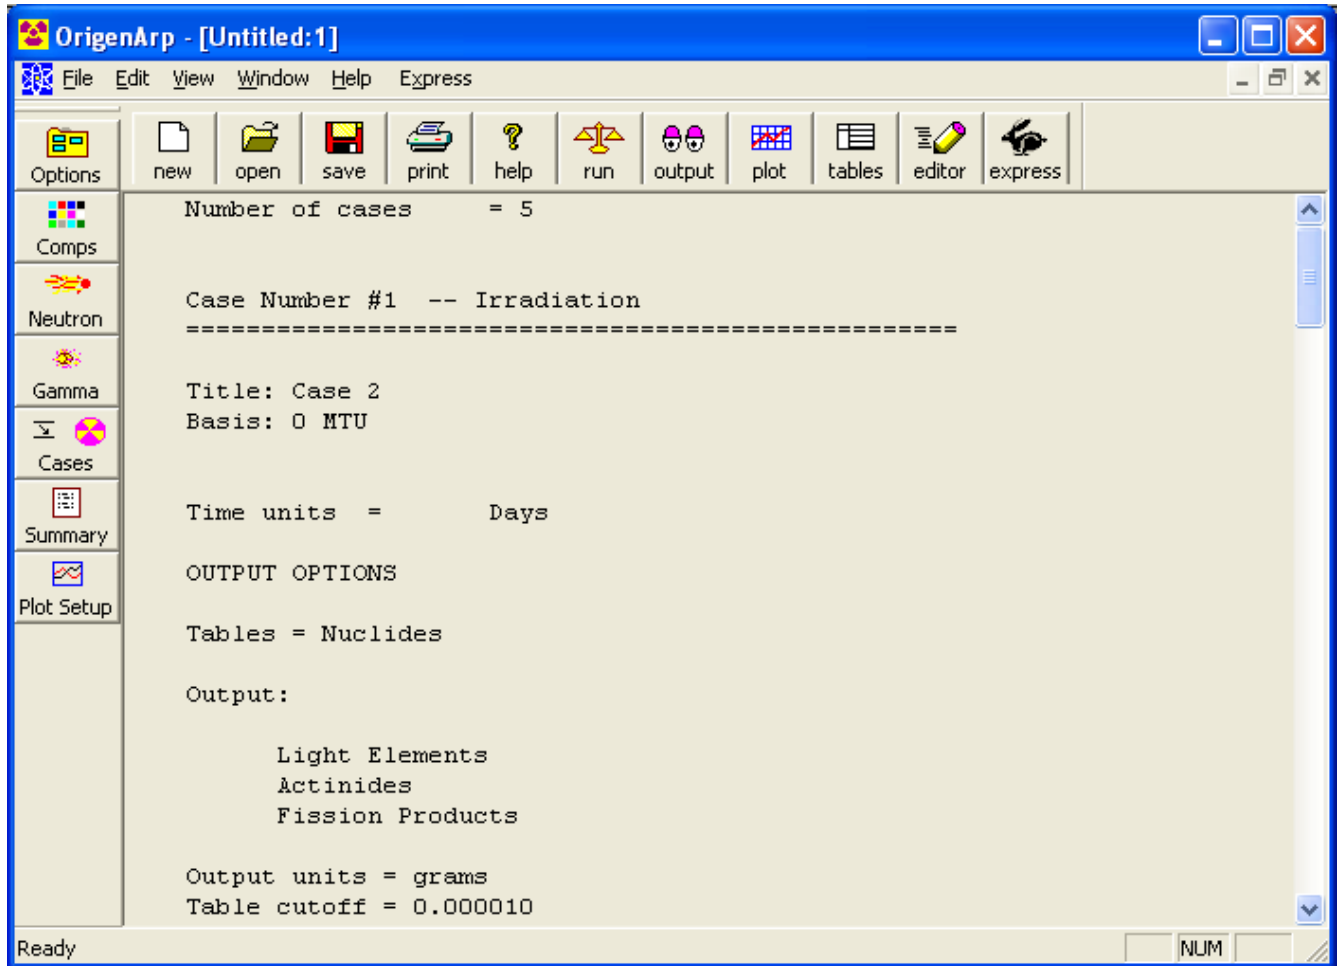 OrigenArp - [Untitled:1]
File Edit View Window Help Express
Options
new open save print help run output plot tables editor express
Comps
Neutron
Gamma
Cases
Summary
Plot Setup
Number of cases = 5
Case Number #1 -- Irradiation
===================================================
Title: Case 2
Basis: 0 MTU
Time units = Days
OUTPUT OPTIONS
Tables = Nuclides
Output:
Light Elements
Actinides
Fission Products
Output units = grams
Table cutoff = 0.000010
Ready NUM